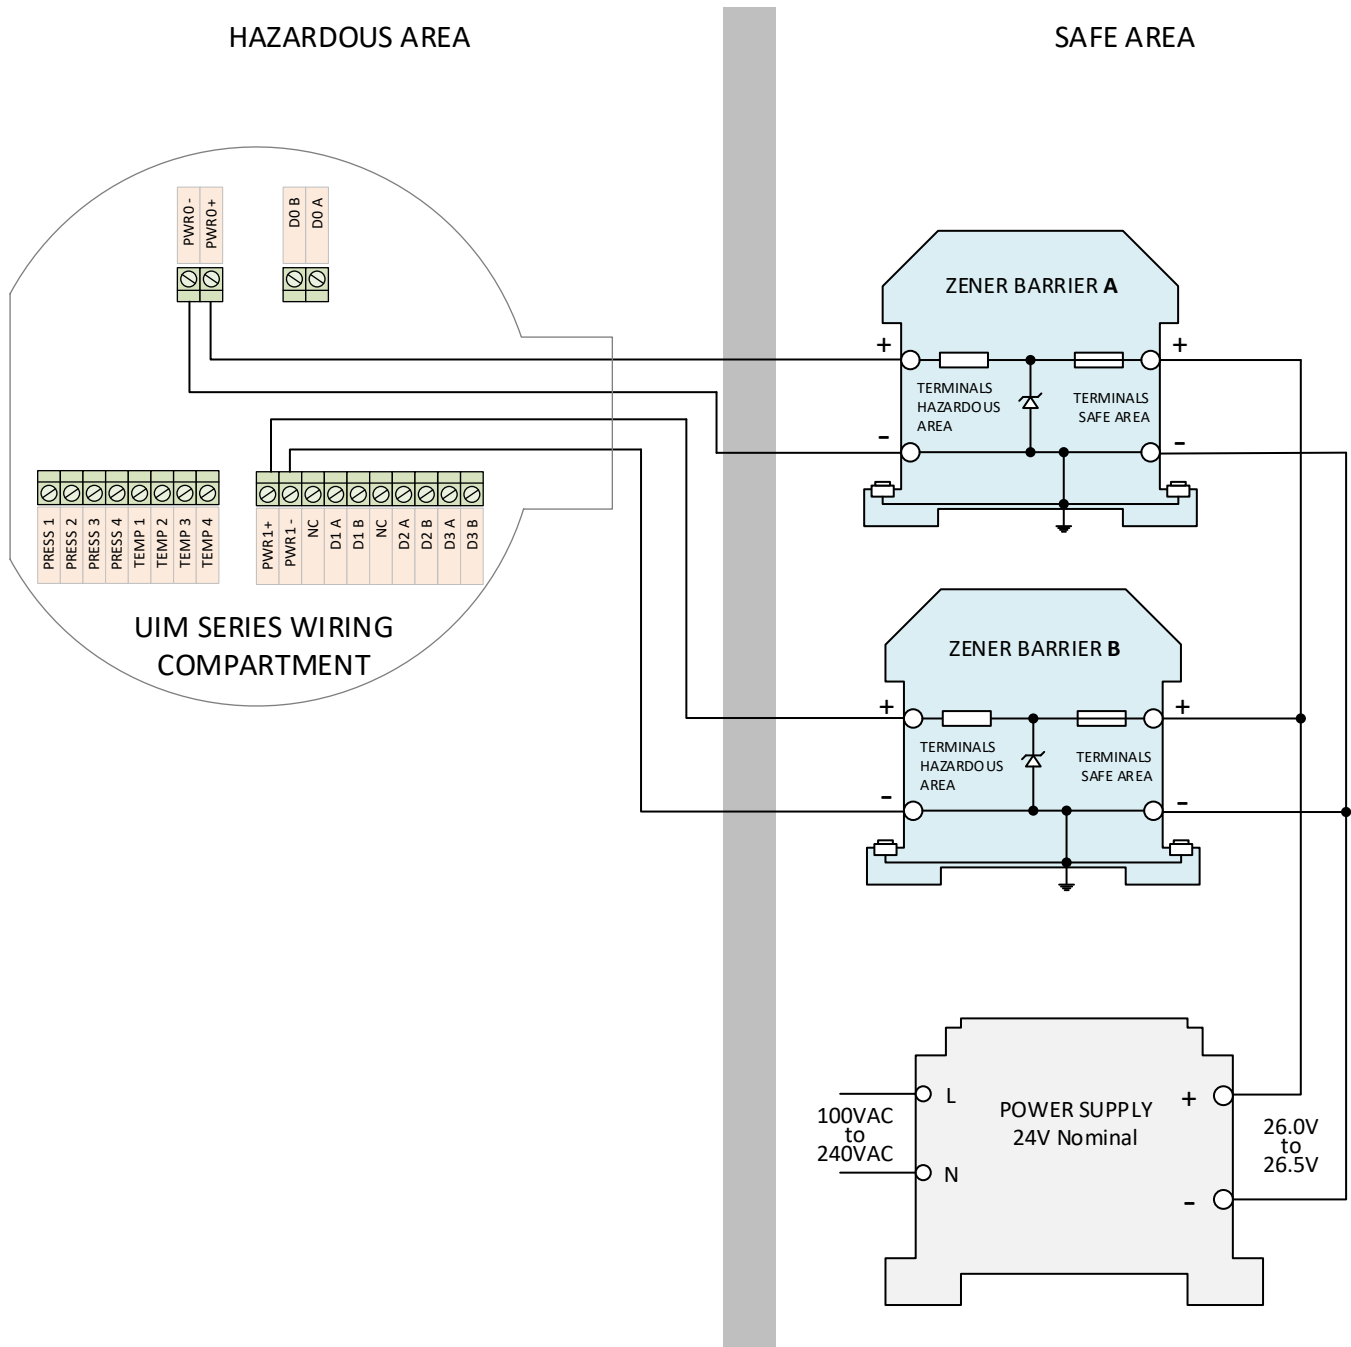 HAZARDOUS AREA
SAFE AREA
PWR0 -
PWR0 +
D0 B
D0 A
ZENER BARRIER A
+
+
TERMINALS
HAZARDOUS
AREA
TERMINALS
SAFE AREA
-
-
PRESS 1
PRESS 2
PRESS 3
PRESS 4
TEMP 1
TEMP 2
TEMP 3
TEMP 4
PWR1 +
PWR1 -
NC
D1 A
D1 B
NC
D2 A
D2 B
D3 A
D3 B
UIM SERIES WIRING
COMPARTMENT
ZENER BARRIER B
+
+
TERMINALS
HAZARDOUS
AREA
TERMINALS
SAFE AREA
-
-
100VAC
to
240VAC
L
N
POWER SUPPLY
24V Nominal
+
-
26.0V
to
26.5V